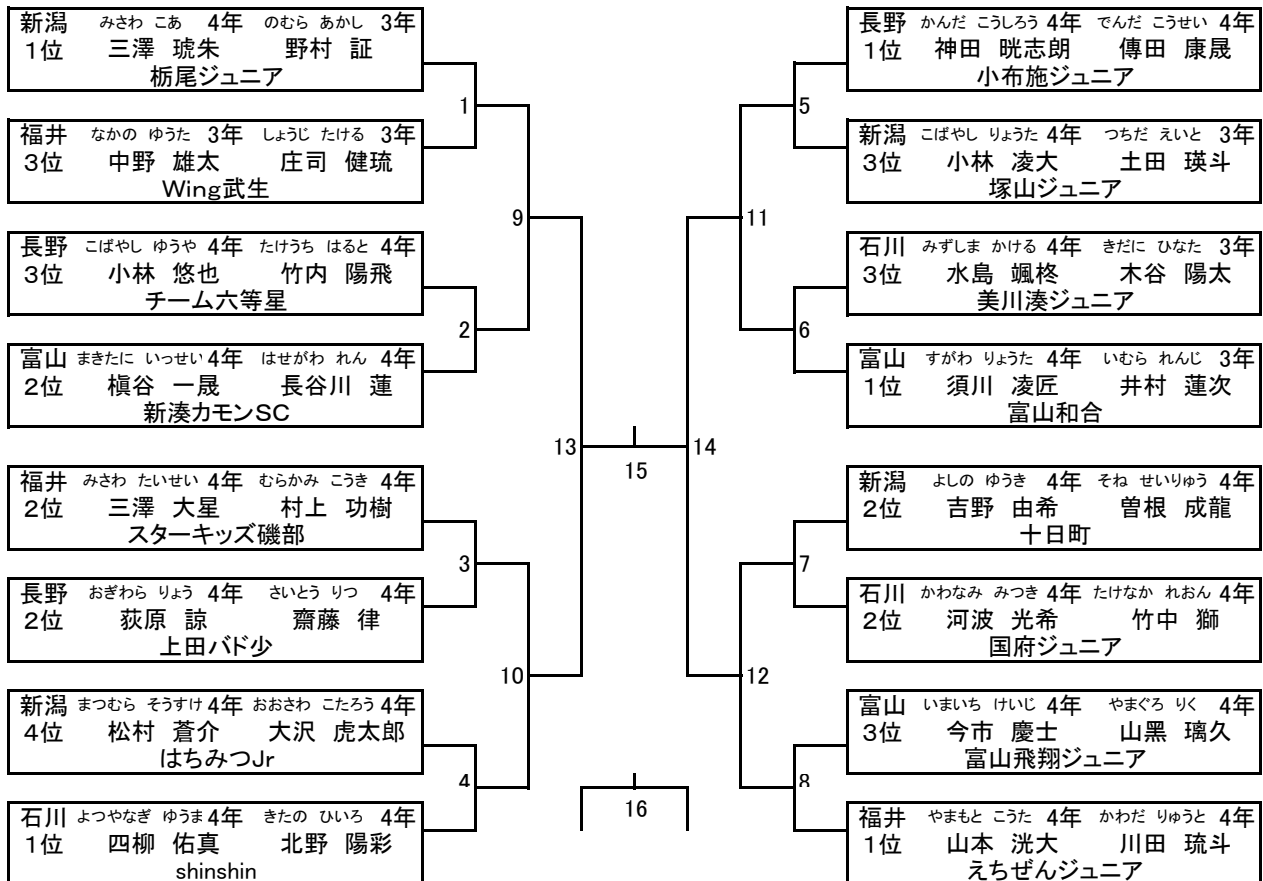 新潟 みさわ こあ 4年 のむら あかし 3年
1位 三澤 琥朱 野村 証
栃尾ジュニア
1
福井 なかの ゆうた 3年 しょうじ たける 3年
3位 中野 雄太 庄司 健琉
Wing武生
9
長野 こばやし ゆうや 4年 たけうち はると 4年
3位 小林 悠也 竹内 陽飛
チーム六等星
2
富山 まきたに いっせい 4年 はせがわ れん 4年
2位 槇谷 一晟 長谷川 蓮
新湊カモンSC
13
福井 みさわ たいせい 4年 むらかみ こうき 4年
2位 三澤 大星 村上 功樹
スターキッズ磯部
3
長野 おぎわら りょう 4年 さいとう りつ 4年
2位 荻原 諒 齋藤 律
上田バド少
10
新潟 まつむら そうすけ 4年 おおさわ こたろう 4年
4位 松村 蒼介 大沢 虎太郎
はちみつJr
4
石川 よつやなぎ ゆうま 4年 きたの ひいろ 4年
1位 四柳 佑真 北野 陽彩
shinshin
15
16
長野 かんだ こうしろう 4年 でんだ こうせい 4年
1位 神田 晄志朗 傳田 康晟
小布施ジュニア
5
新潟 こばやし りょうた 4年 つちだ えいと 3年
3位 小林 凌大 土田 瑛斗
塚山ジュニア
11
石川 みずしま かける 4年 きだに ひなた 3年
3位 水島 颯柊 木谷 陽太
美川湊ジュニア
6
富山 すがわ りょうた 4年 いむら れんじ 3年
1位 須川 凌匠 井村 蓮次
富山和合
14
新潟 よしの ゆうき 4年 そね せいりゅう 4年
2位 吉野 由希 曽根 成龍
十日町
7
石川 かわなみ みつき 4年 たけなか れおん 4年
2位 河波 光希 竹中 獅
国府ジュニア
12
富山 いまいち けいじ 4年 やまぐろ りく 4年
3位 今市 慶士 山黑 璃久
富山飛翔ジュニア
8
福井 やまもと こうた 4年 かわだ りゅうと 4年
1位 山本 洸大 川田 琉斗
えちぜんジュニア